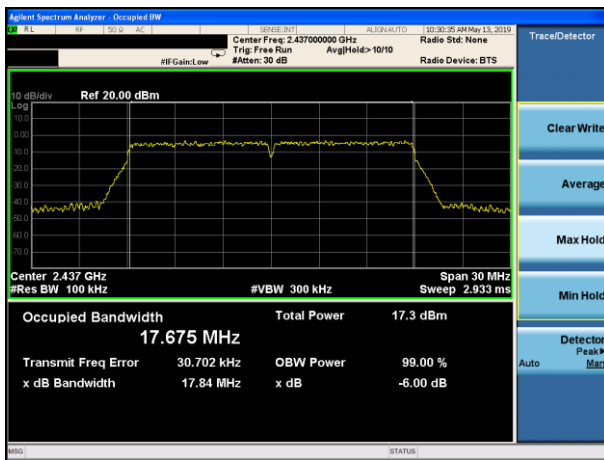 Agilent Spectrum Analyzer - Occupied BW
RL RF 50 Ω AC SENSE:INT ALIGNAUTO 10:30:35 AM May 13, 2019
Center Freq: 2.437000000 GHz Radio Std: None
Trig: Free Run Avg|Hold:> 10/10
#IFGain:Low #Atten: 30 dB Radio Device: BTS
Trace/Detector
10 dB/div Ref 20.00 dBm
Log
10.0
0.00
-10.0
-20.0
-30.0
-40.0
-50.0
-60.0
-70.0
Center 2.437 GHz Span 30 MHz
#Res BW 100 kHz #VBW 300 kHz Sweep 2.933 ms
Occupied Bandwidth Total Power 17.3 dBm
17.675 MHz
Transmit Freq Error 30.702 kHz OBW Power 99.00 %
x dB Bandwidth 17.84 MHz x dB -6.00 dB
Clear Write
Average
Max Hold
Min Hold
Detector
Peak▶
Auto Man
MSG STATUS